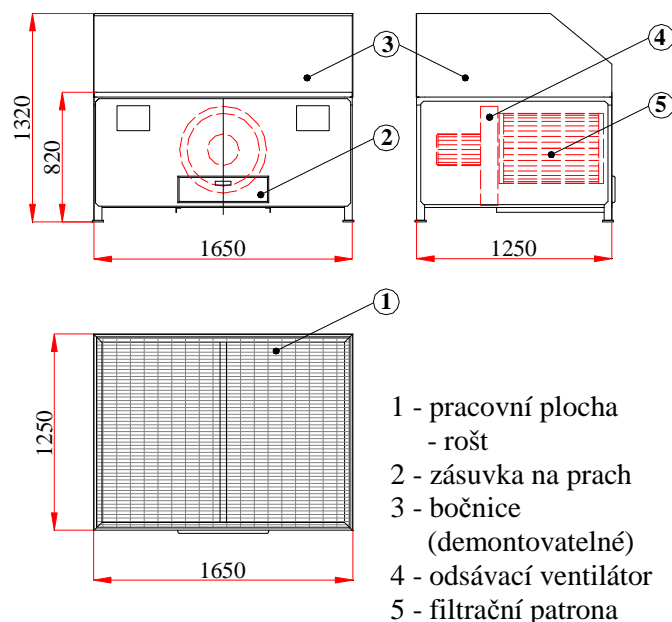 3
4
5
2
1320
820
1650
1250
1
1250
1650
1 - pracovní plocha
- rošt
2 - zásuvka na prach
3 - bočnice
(demontovatelné)
4 - odsávací ventilátor
5 - filtrační patrona